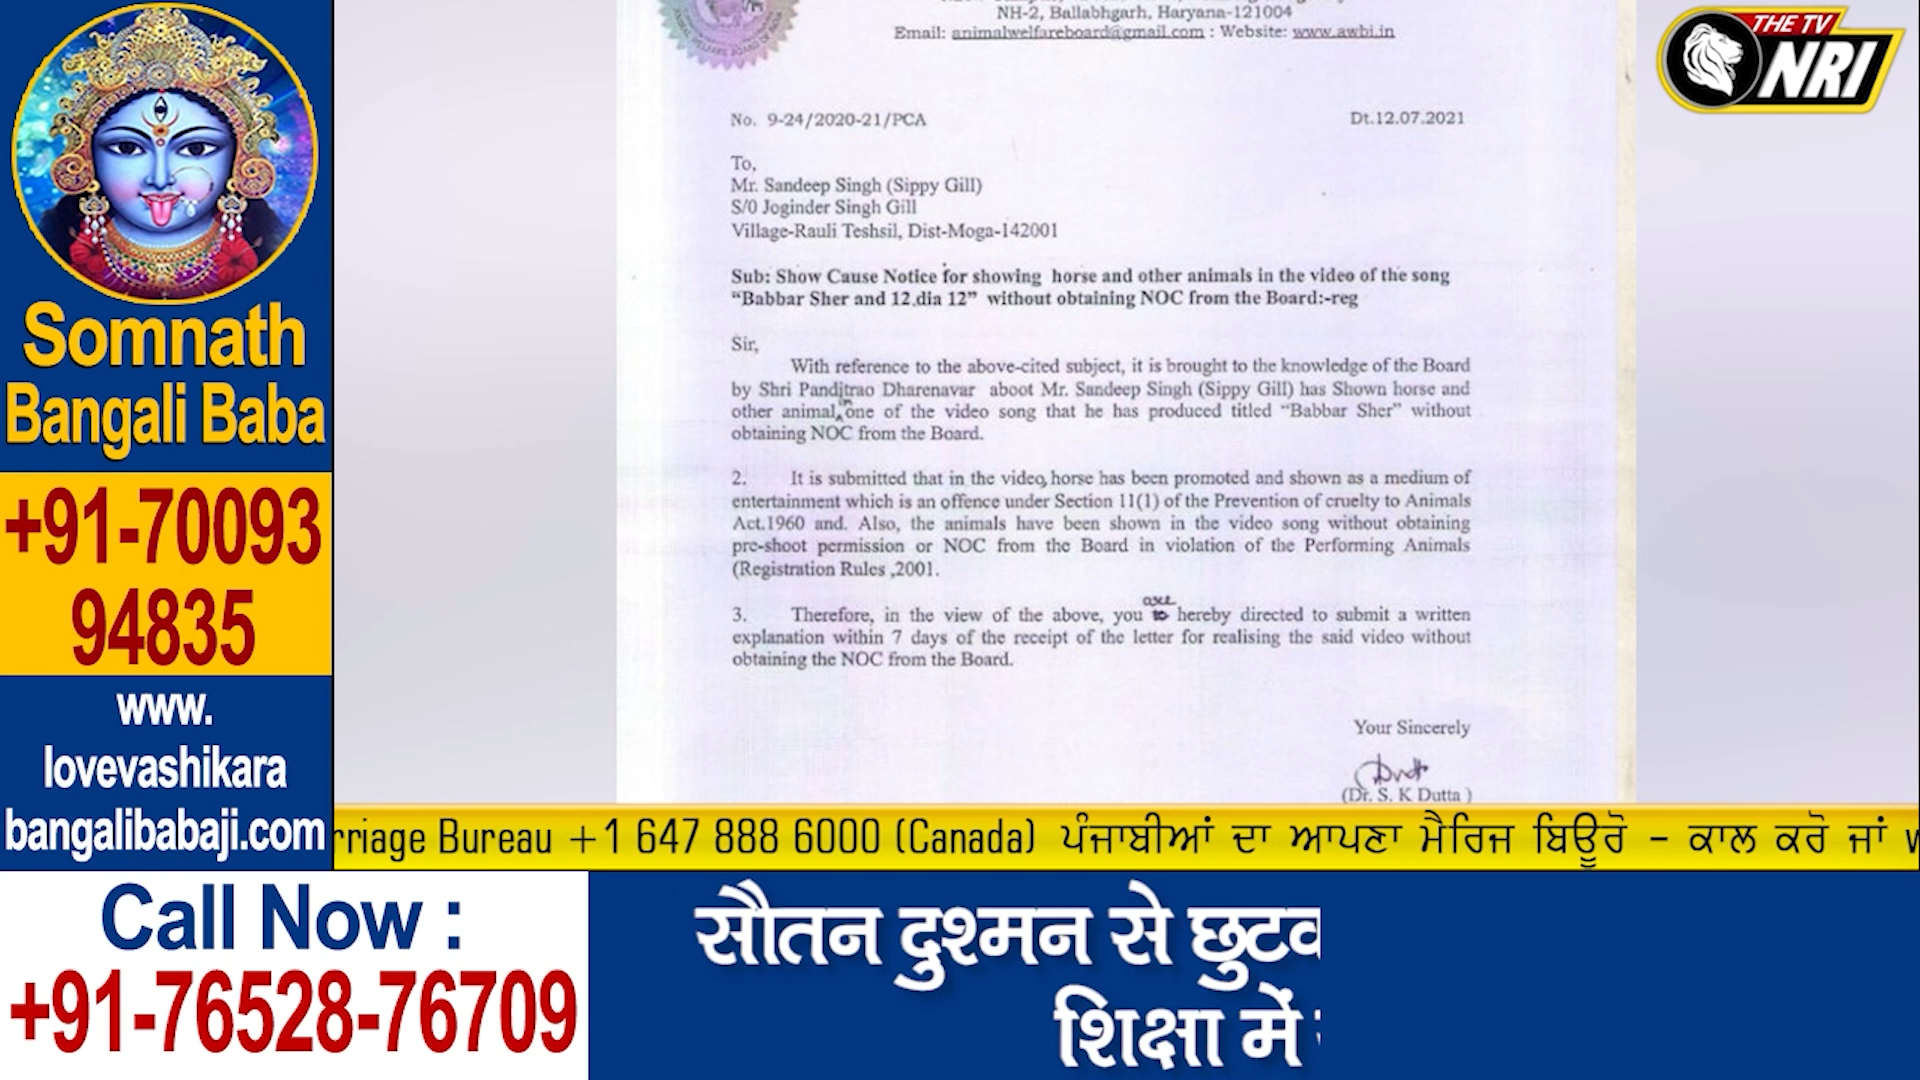 THE TV
NRI
NH-2, Ballabhgarh, Haryana-121004
Email: animalwelfareboard@gmail.com : Website: www.awbi.in
No. 9-24/2020-21/PCA
Dt.12.07.2021
To,
Mr. Sandeep Singh (Sippy Gill)
S/0 Joginder Singh Gill
Village-Rauli Teshsil, Dist-Moga-142001
Sub: Show Cause Notice for showing horse and other animals in the video of the song
“Babbar Sher and 12.dia 12” without obtaining NOC from the Board:-reg
Sir,
With reference to the above-cited subject, it is brought to the knowledge of the Board
by Shri Panditrao Dharenavar aboot Mr. Sandeep Singh (Sippy Gill) has Shown horse and
other animal in one of the video song that he has produced titled “Babbar Sher” without
obtaining NOC from the Board.
2. It is submitted that in the video, horse has been promoted and shown as a medium of
entertainment which is an offence under Section 11(1) of the Prevention of cruelty to Animals
Act.1960 and. Also, the animals have been shown in the video song without obtaining
pre-shoot permission or NOC from the Board in violation of the Performing Animals
(Registration Rules ,2001.
3. Therefore, in the view of the above, you are hereby directed to submit a written
explanation within 7 days of the receipt of the letter for realising the said video without
obtaining the NOC from the Board.
Your Sincerely
(Dr. S. K Dutta )
Somnath
Bangali Baba
+91-70093
94835
www.
lovevashikara
bangalibabaji.com
rriage Bureau +1 647 888 6000 (Canada) ਪੰਜਾਬੀਆਂ ਦਾ ਆਪਣਾ ਮੈਰਿਜ ਬਿਊਰੋ - ਕਾਲ ਕਰੋ ਜਾਂ
Call Now :
+91-76528-76709
सौतन दुश्मन से
शिक्षा में